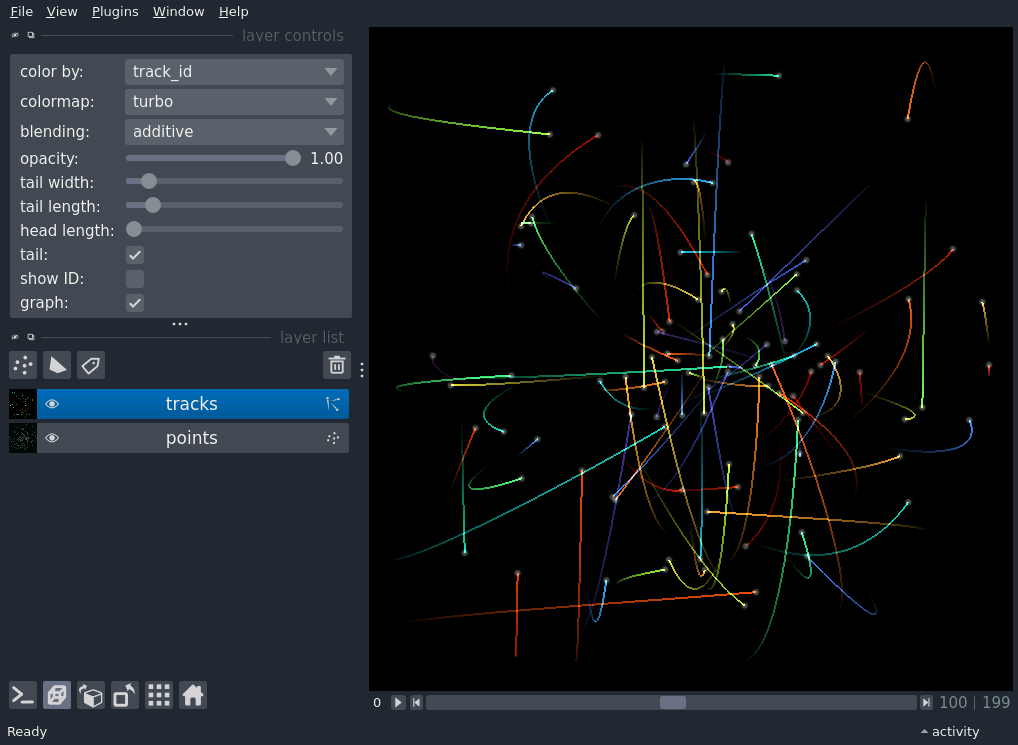 File View Plugins Window Help
layer controls
color by: track_id
colormap: turbo
blending: additive
opacity: 1.00
tail width:
tail length:
head length:
tail:
show ID:
graph:
layer list
tracks
points
0 100 | 199
Ready activity